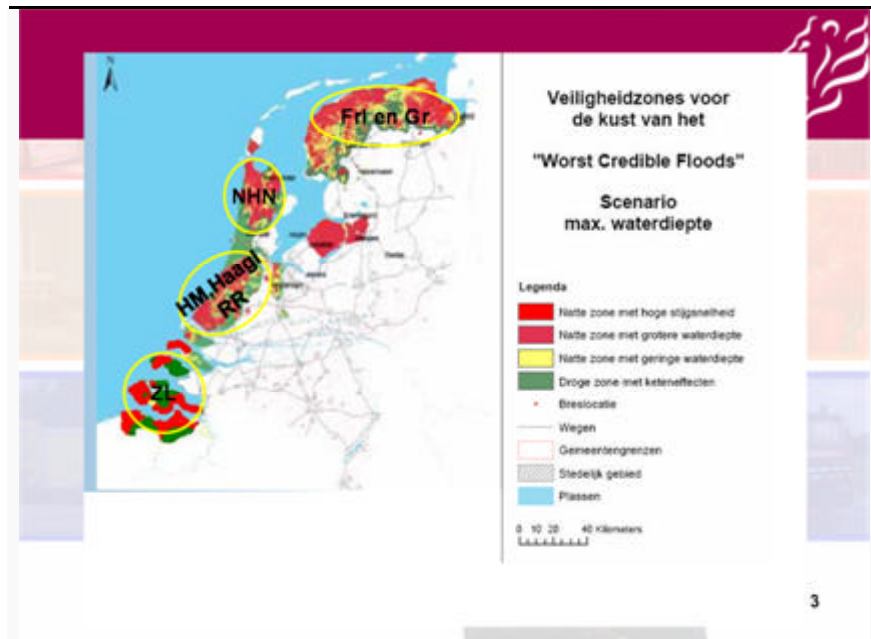 N
Fri en Gr
NHN
HM,Haagl
RR
ZL
Veiligheidzones voor
de kust van het
"Worst Credible Floods"
Scenario
max. waterdiepte
Legenda
Natte zone met hoge stijgsnelheid
Natte zone met grotere waterdiepte
Natte zone met geringe waterdiepte
Droge zone met keteneffecten
Breslocatie
Wegen
Gemeentengrenzen
Stedelijk gebied
Plassen
0 10 20 40 Kilometers
3